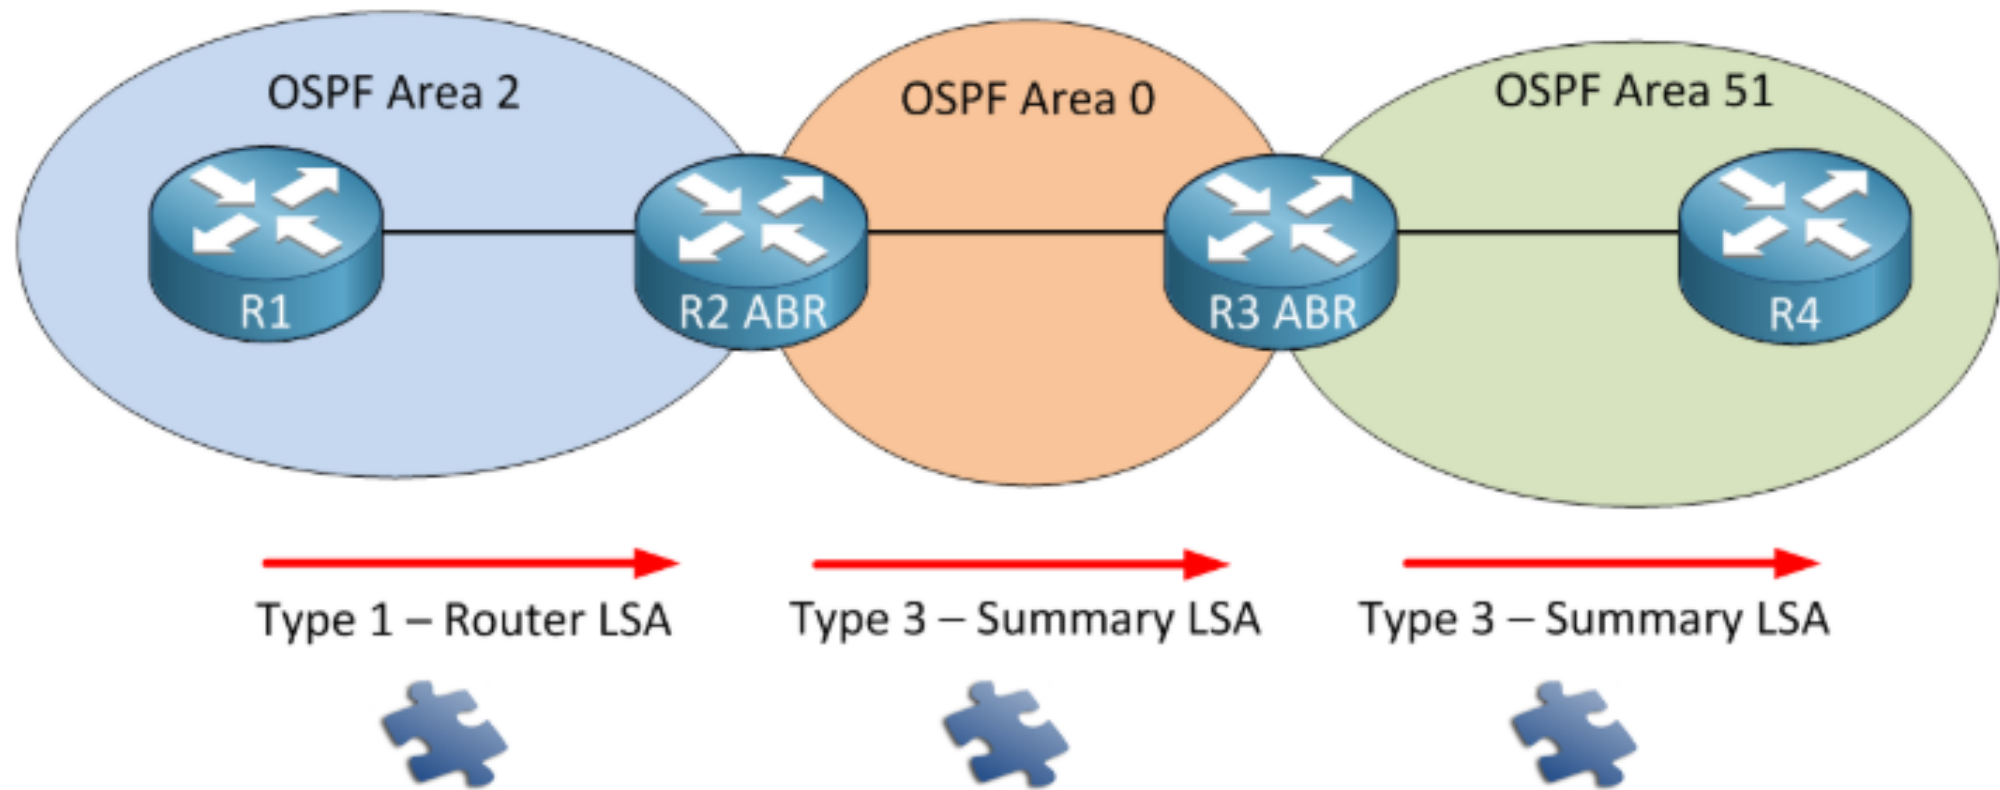 OSPF Area 2
OSPF Area 0
OSPF Area 51
R1
R2 ABR
R3 ABR
R4
Type 1 – Router LSA
Type 3 – Summary LSA
Type 3 – Summary LSA